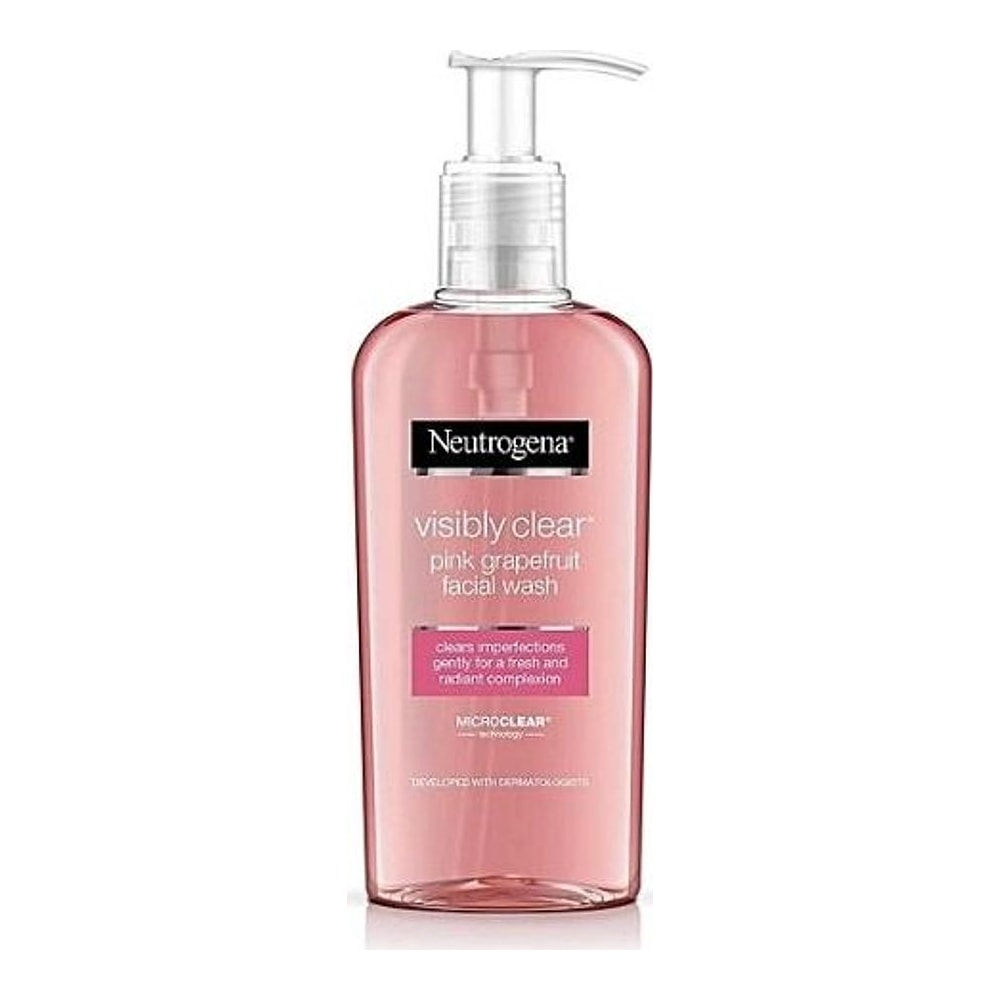 Neutrogena®
visibly clear™
pink grapefruit
facial wash
clears imperfections
gently for a fresh and
radiant complexion
MICROCLEAR®
technology
DEVELOPED WITH DERMATOLOGISTS